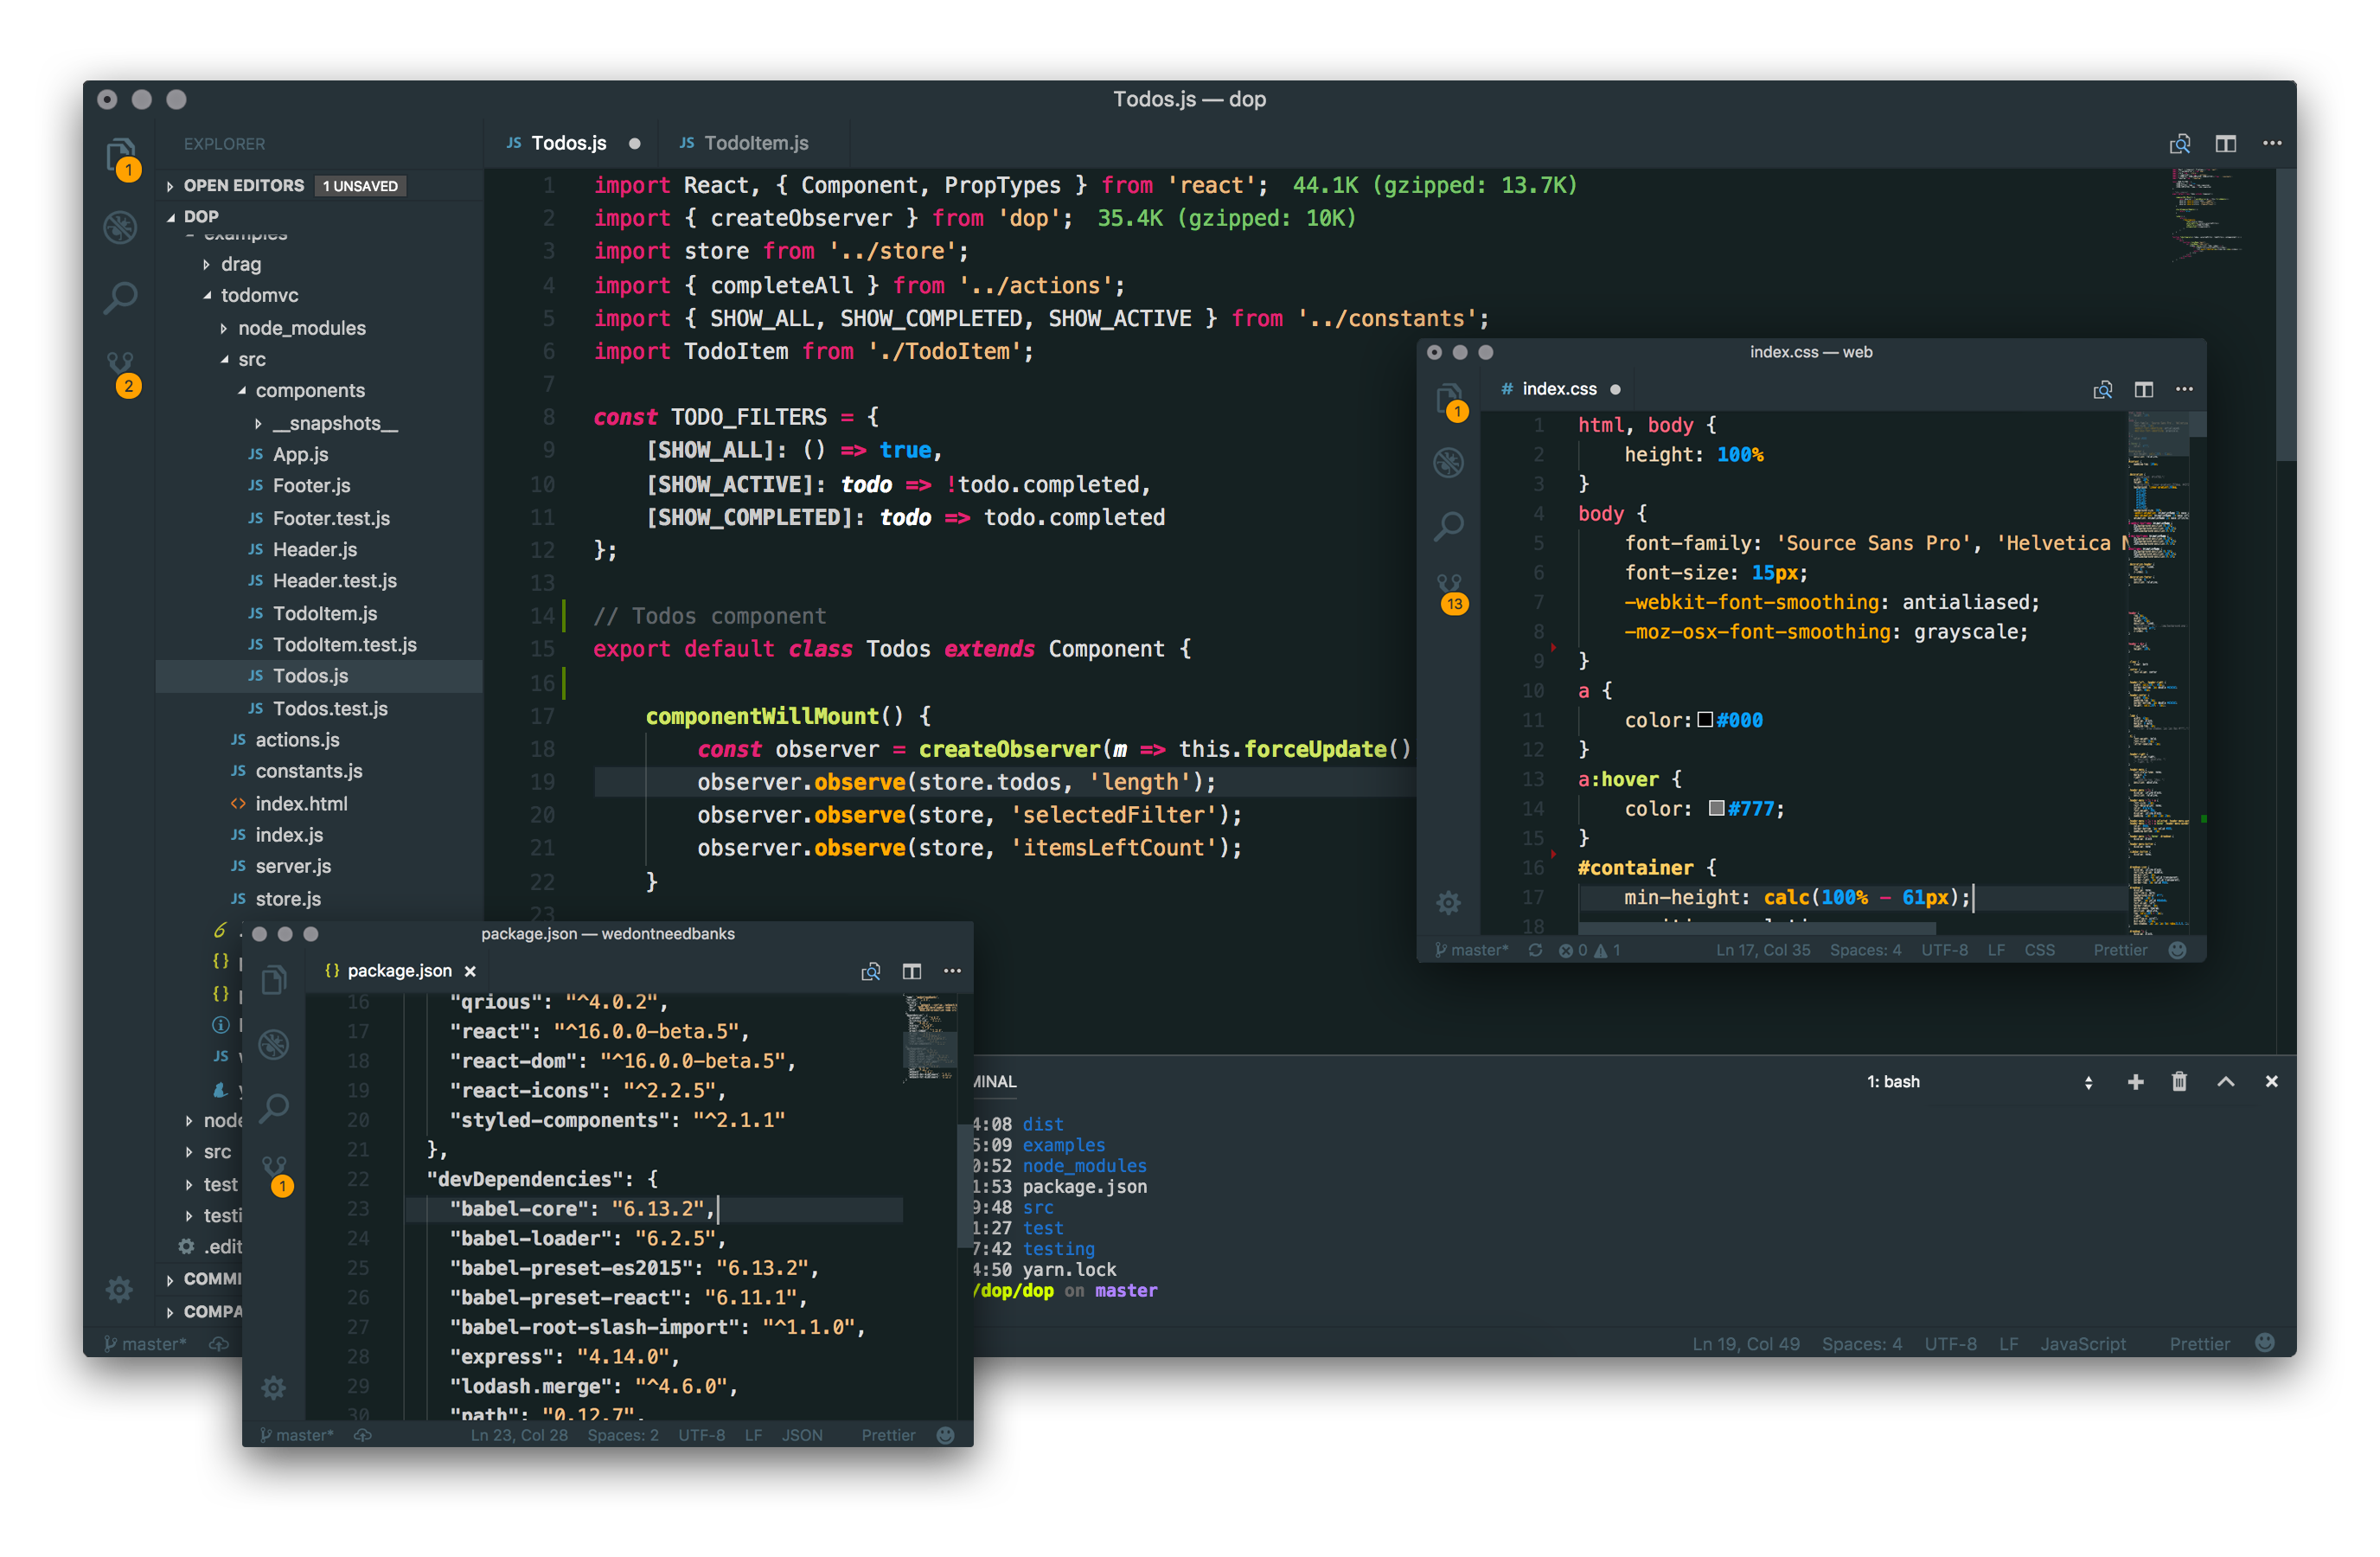 Todos.js — dop
EXPLORER
OPEN EDITORS 1 UNSAVED
DOP
examples
drag
todomvc
node_modules
src
components
__snapshots__
JS App.js
JS Footer.js
JS Footer.test.js
JS Header.js
JS Header.test.js
JS TodoItem.js
JS TodoItem.test.js
JS Todos.js
JS Todos.test.js
JS actions.js
JS constants.js
<> index.html
JS index.js
JS server.js
JS store.js
{}
{}
JS
src
test
1
2
master*
JS Todos.js
JS TodoItem.js
1 import React, { Component, PropTypes } from 'react'; 44.1K (gzipped: 13.7K)
2 import { createObserver } from 'dop'; 35.4K (gzipped: 10K)
3 import store from '../store';
4 import { completeAll } from '../actions';
5 import { SHOW_ALL, SHOW_COMPLETED, SHOW_ACTIVE } from '../constants';
6 import TodoItem from './TodoItem';
7
8 const TODO_FILTERS = {
9 [SHOW_ALL]: () => true,
10 [SHOW_ACTIVE]: todo => !todo.completed,
11 [SHOW_COMPLETED]: todo => todo.completed
12 };
13
14 // Todos component
15 export default class Todos extends Component {
16
17 componentWillMount() {
18 const observer = createObserver(m => this.forceUpdate()
19 observer.observe(store.todos, 'length');
20 observer.observe(store, 'selectedFilter');
21 observer.observe(store, 'itemsLeftCount');
22 }
23
1: bash
4:08 dist
5:09 examples
0:52 node_modules
1:53 package.json
9:48 src
1:27 test
7:42 testing
4:50 yarn.lock
/dop/dop on master
Ln 19, Col 49 Spaces: 4 UTF-8 LF JavaScript Prettier
index.css — web
# index.css
1
13
1 html, body {
2 height: 100%
3 }
4 body {
5 font-family: 'Source Sans Pro', 'Helvetica
6 font-size: 15px;
7 -webkit-font-smoothing: antialiased;
8 -moz-osx-font-smoothing: grayscale;
9 }
10 a {
11 color: #000
12 }
13 a:hover {
14 color: #777;
15 }
16 #container {
17 min-height: calc(100% - 61px);
18
master* 0 1 Ln 17, Col 35 Spaces: 4 UTF-8 LF CSS Prettier
package.json — wedontneedbanks
{} package.json
1
16 "qrious": "^4.0.2",
17 "react": "^16.0.0-beta.5",
18 "react-dom": "^16.0.0-beta.5",
19 "react-icons": "^2.2.5",
20 "styled-components": "^2.1.1"
21 },
22 "devDependencies": {
23 "babel-core": "6.13.2",
24 "babel-loader": "6.2.5",
25 "babel-preset-es2015": "6.13.2",
26 "babel-preset-react": "6.11.1",
27 "babel-root-slash-import": "^1.1.0",
28 "express": "4.14.0",
29 "lodash.merge": "^4.6.0",
30 "path": "0.12.7",
master* Ln 23, Col 28 Spaces: 2 UTF-8 LF JSON Prettier